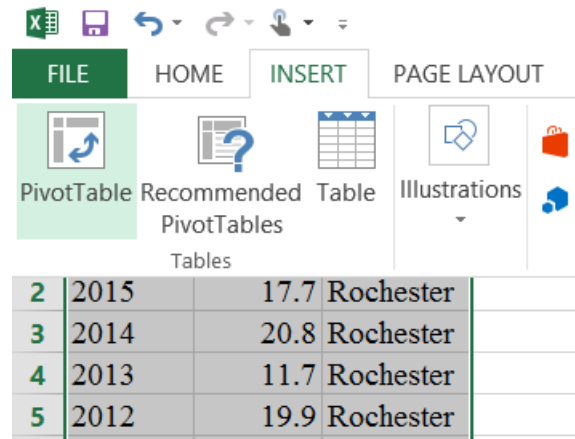 FILE HOME INSERT PAGE LAYOUT
PivotTable Recommended Table Illustrations
PivotTables
Tables
2 2015 17.7 Rochester
3 2014 20.8 Rochester
4 2013 11.7 Rochester
5 2012 19.9 Rochester